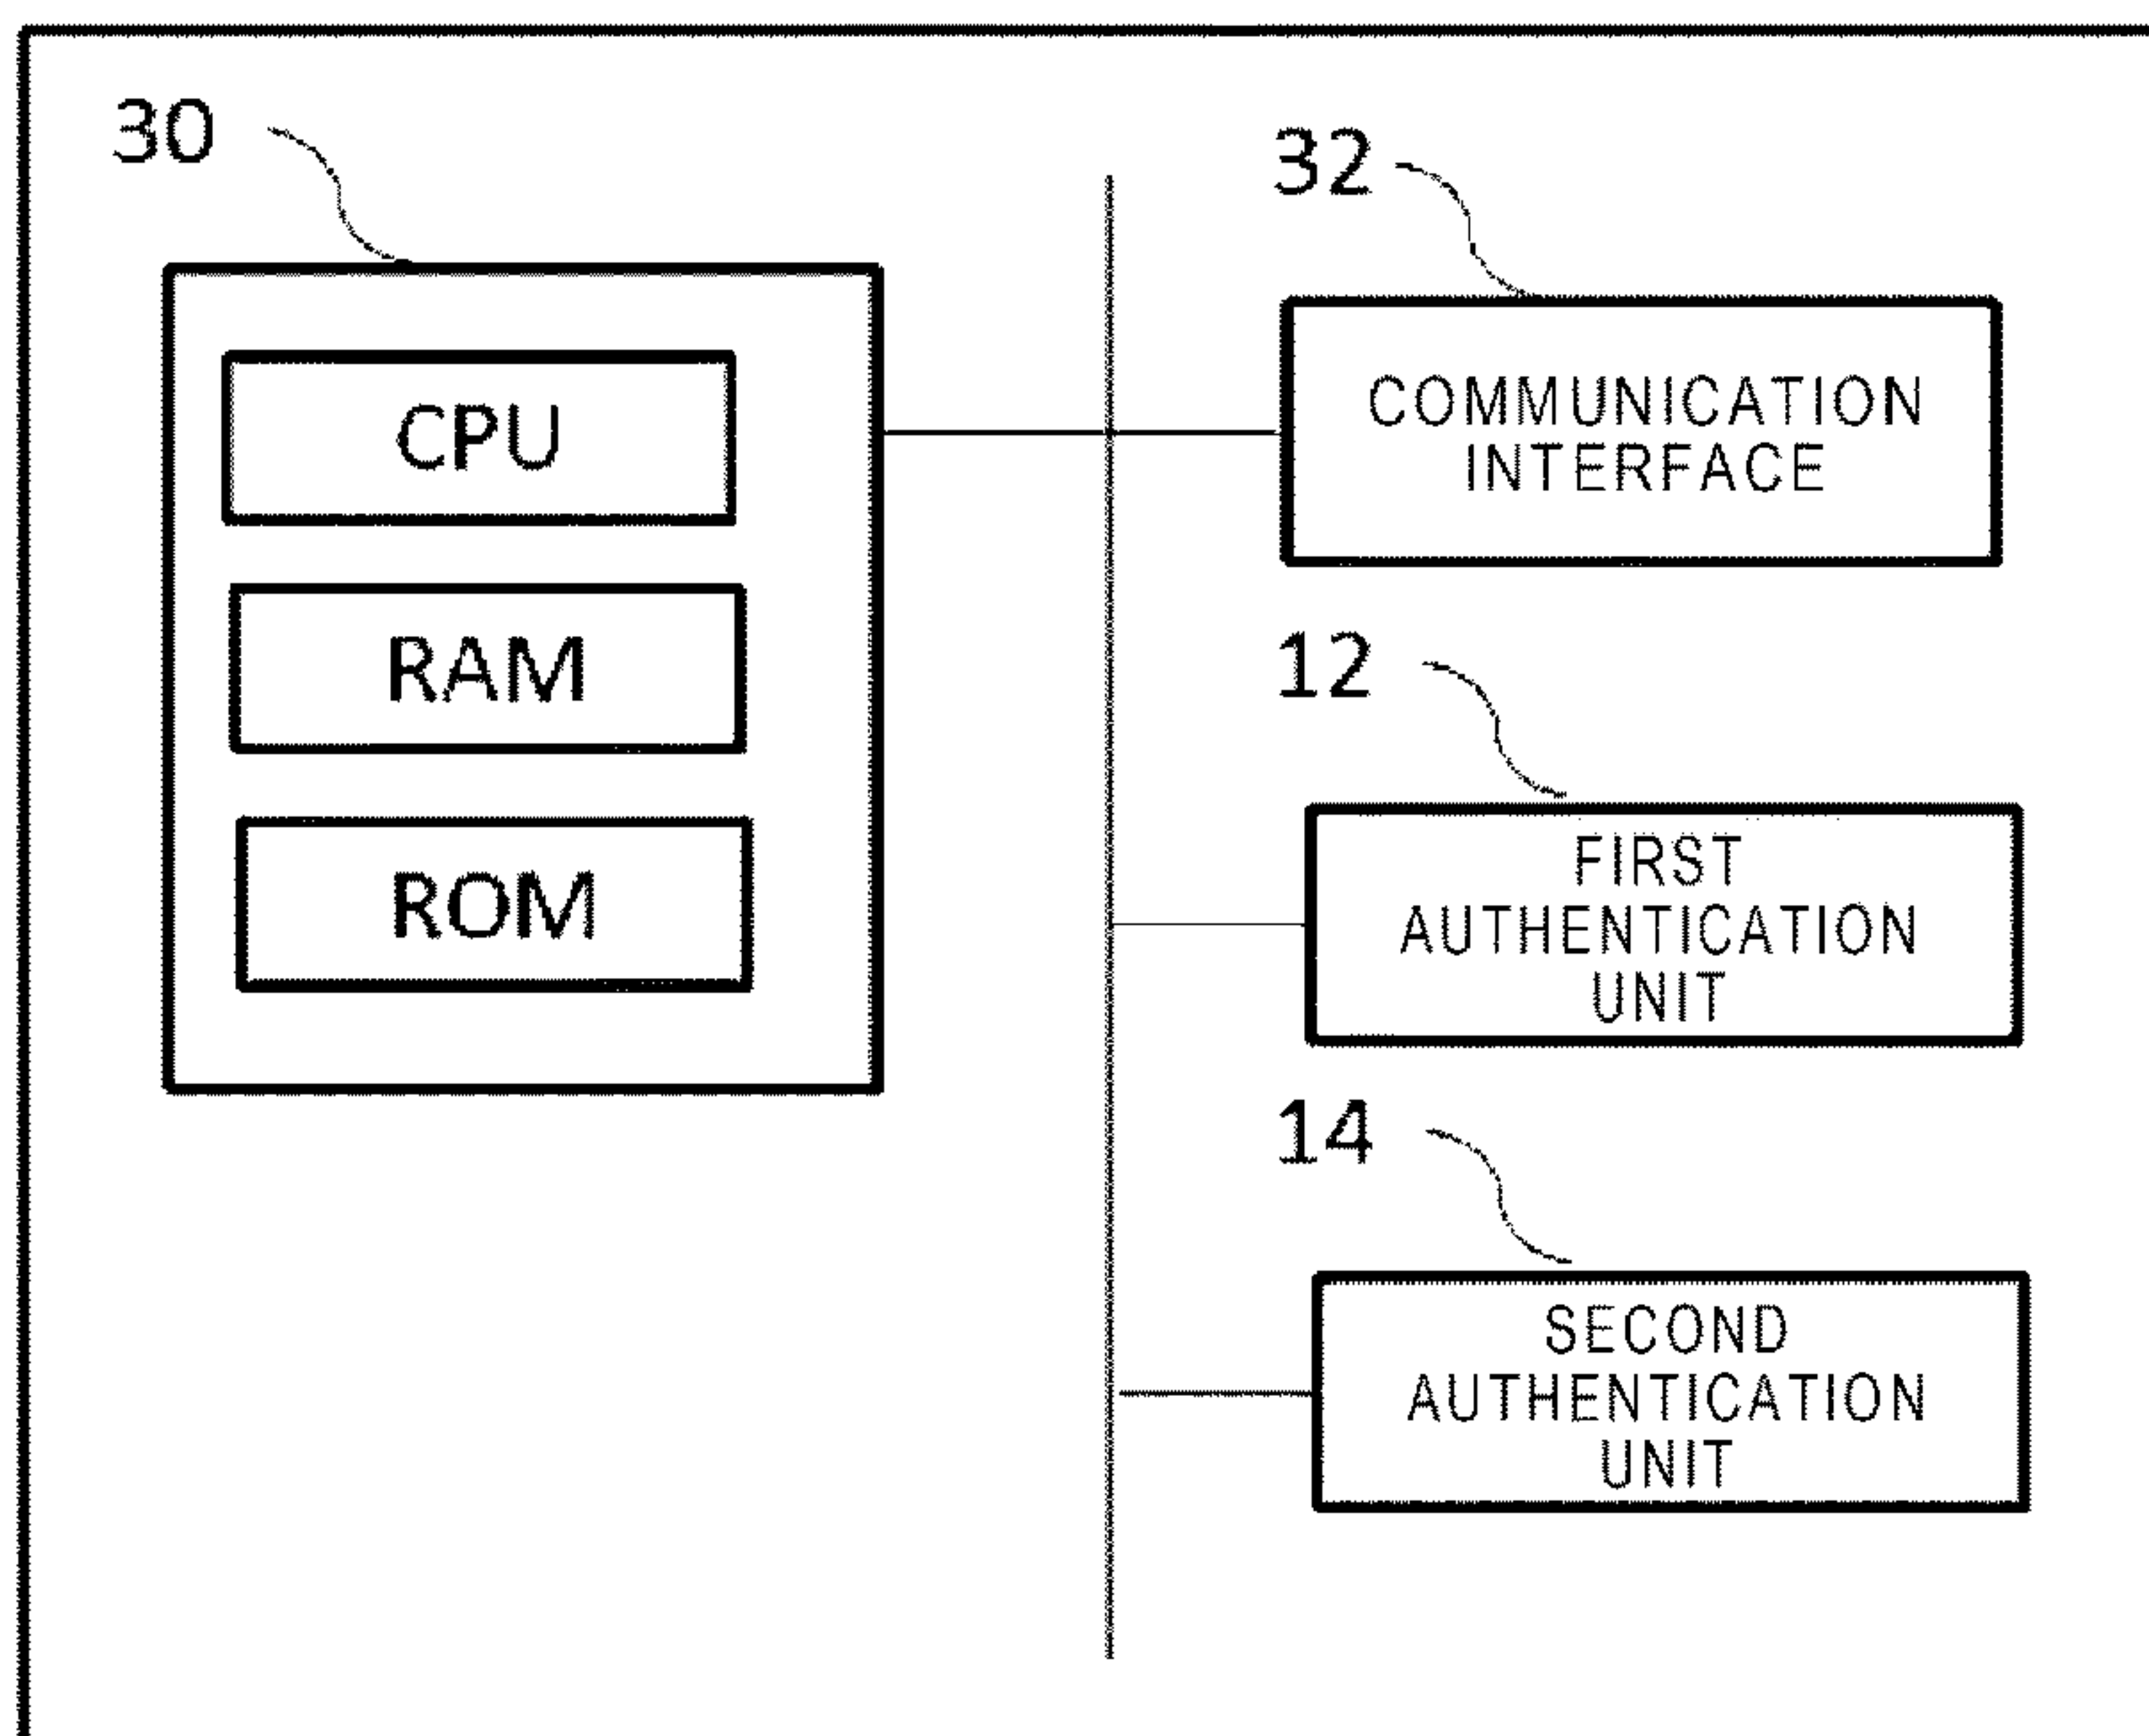 30
CPU
RAM
ROM
32
COMMUNICATION
INTERFACE
12
FIRST
AUTHENTICATION
UNIT
14
SECOND
AUTHENTICATION
UNIT